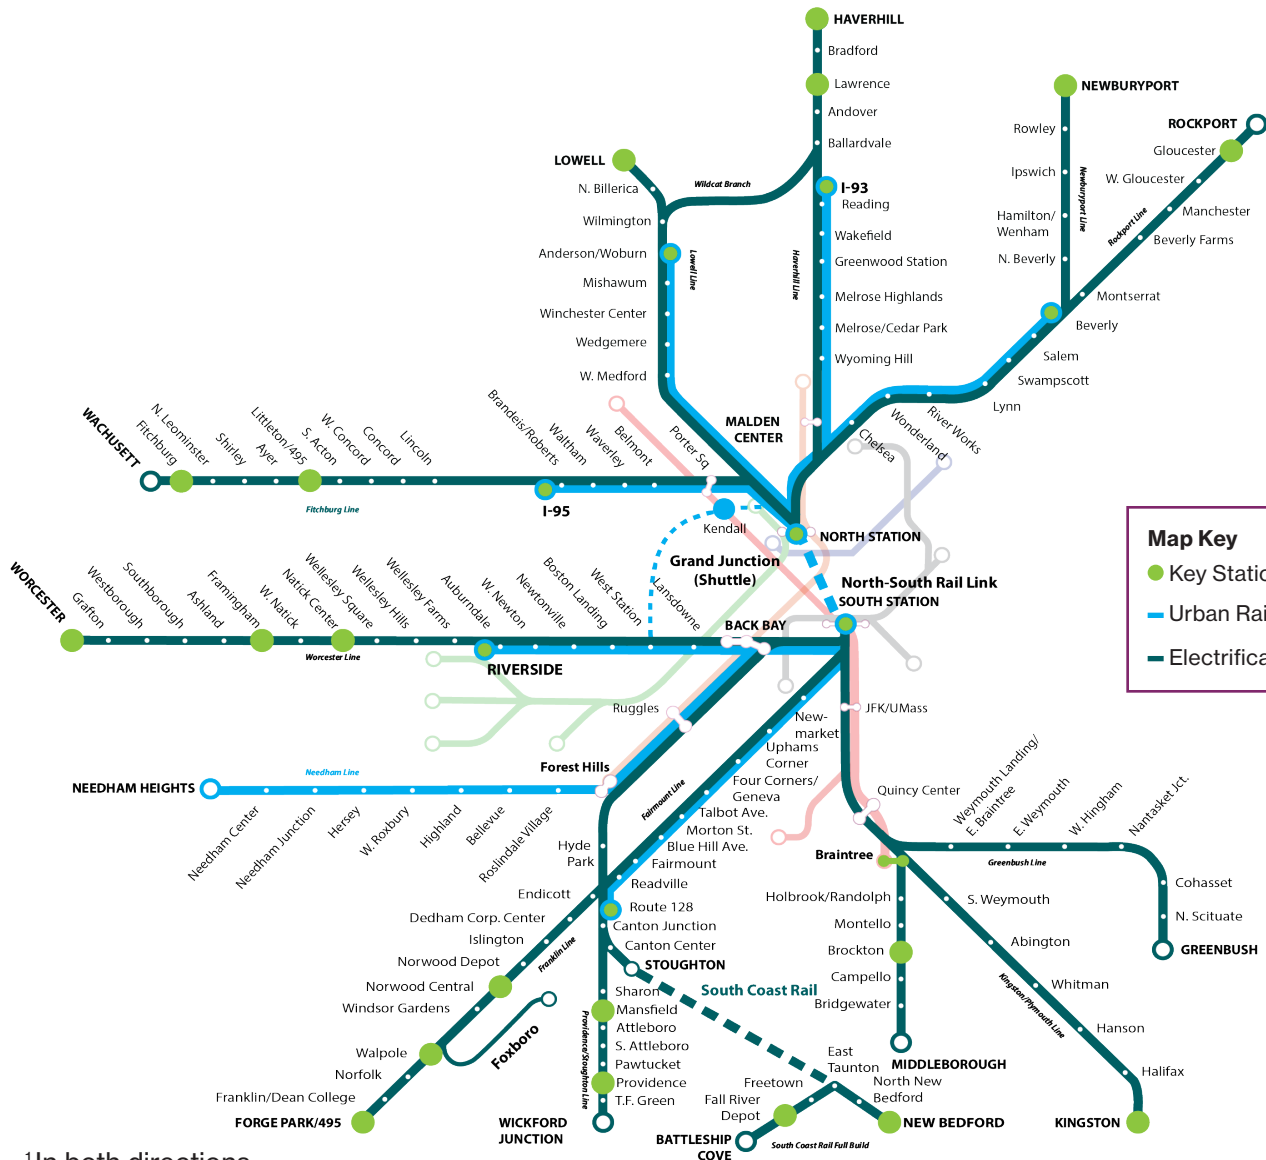 HAVERHILL
Bradford
Lawrence
Andover
Ballardvale
NEWBURYPORT
ROCKPORT
Gloucester
W. Gloucester
Manchester
Beverly Farms
Montserrat
Beverly
Salem
Swampscott
Lynn
River Works
Wonderland
Chelsea
Rowley
Ipswich
Hamilton/
Wenham
N. Beverly
Newburyport Line
Rockport Line
LOWELL
N. Billerica
Wilmington
Anderson/Woburn
Mishawum
Winchester Center
Wedgemere
W. Medford
Wildcat Branch
Lowell Line
Haverhill Line
I-93
Reading
Wakefield
Greenwood Station
Melrose Highlands
Melrose/Cedar Park
Wyoming Hill
MALDEN
CENTER
WACHUSETT
Fitchburg
N. Leominster
Shirley
Ayer
Littleton/495
S. Acton
W. Concord
Concord
Lincoln
Brandeis/Roberts
Waltham
Waverley
Belmont
Porter Sq
Fitchburg Line
I-95
Kendall
NORTH STATION
Grand Junction
(Shuttle)
North-South Rail Link
SOUTH STATION
BACK BAY
Map Key
Key Static
Urban Rai
Electrifica
WORCESTER
Grafton
Westborough
Southborough
Ashland
Framingham
W. Natick
Natick Center
Wellesley Square
Wellesley Hills
Wellesley Farms
Auburndale
W. Newton
Newtonville
Boston Landing
West Station
Lansdowne
Worcester Line
RIVERSIDE
Ruggles
Forest Hills
NEEDHAM HEIGHTS
Needham Line
Needham Center
Needham Junction
Hersey
W. Roxbury
Highland
Bellevue
Roslindale Village
New-
market
Uphams
Corner
Four Corners/
Geneva
Talbot Ave.
Morton St.
Blue Hill Ave.
Fairmount
Readville
Fairmount Line
JFK/UMass
Quincy Center
Braintree
Weymouth Landing/
E. Braintree
E. Weymouth
W. Hingham
Nantasket Jct.
Greenbush Line
Cohasset
N. Scituate
GREENBUSH
Hyde
Park
Endicott
Dedham Corp. Center
Islington
Norwood Depot
Norwood Central
Windsor Gardens
Walpole
Norfolk
Franklin/Dean College
FORGE PARK/495
Franklin Line
Foxboro
Route 128
Canton Junction
Canton Center
STOUGHTON
Sharon
Mansfield
Attleboro
S. Attleboro
Pawtucket
Providence
T.F. Green
WICKFORD
JUNCTION
Providence/Stoughton Line
South Coast Rail
Holbrook/Randolph
Montello
Brockton
Campello
Bridgewater
MIDDLEBOROUGH
S. Weymouth
Abington
Whitman
Hanson
Halifax
KINGSTON
Kingston/Plymouth Line
East
Taunton
Freetown
Fall River
Depot
BATTLESHIP
COVE
North New
Bedford
NEW BEDFORD
South Coast Rail Full Build
¹In both directions